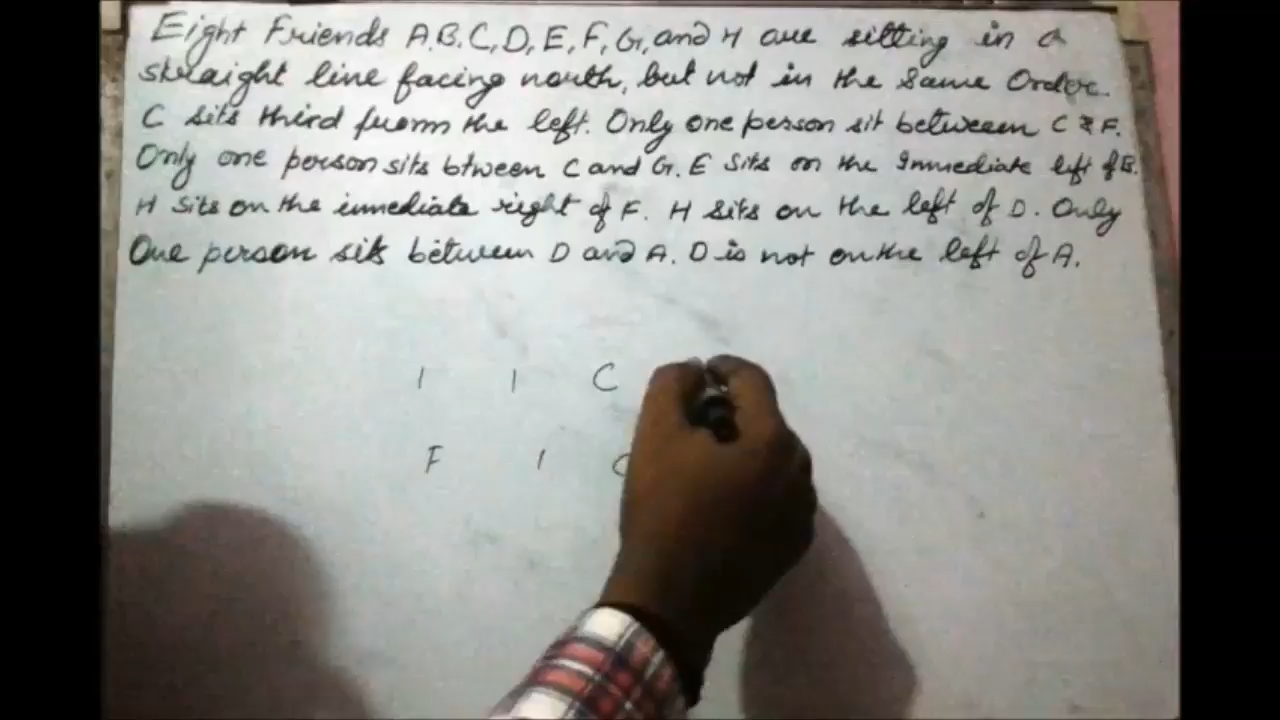 Eight Friends A,B,C,D,E,F,G,and H are sitting in a
straight line facing north, but not in the same Order.
C sits third from the left. Only one person sit between C & F.
Only one person sits btween C and G. E sits on the Immediate left of B.
H sits on the immediate right of F. H sits on the left of D. Only
One person sits between D and A. D is not on the left of A.
I I C
F I